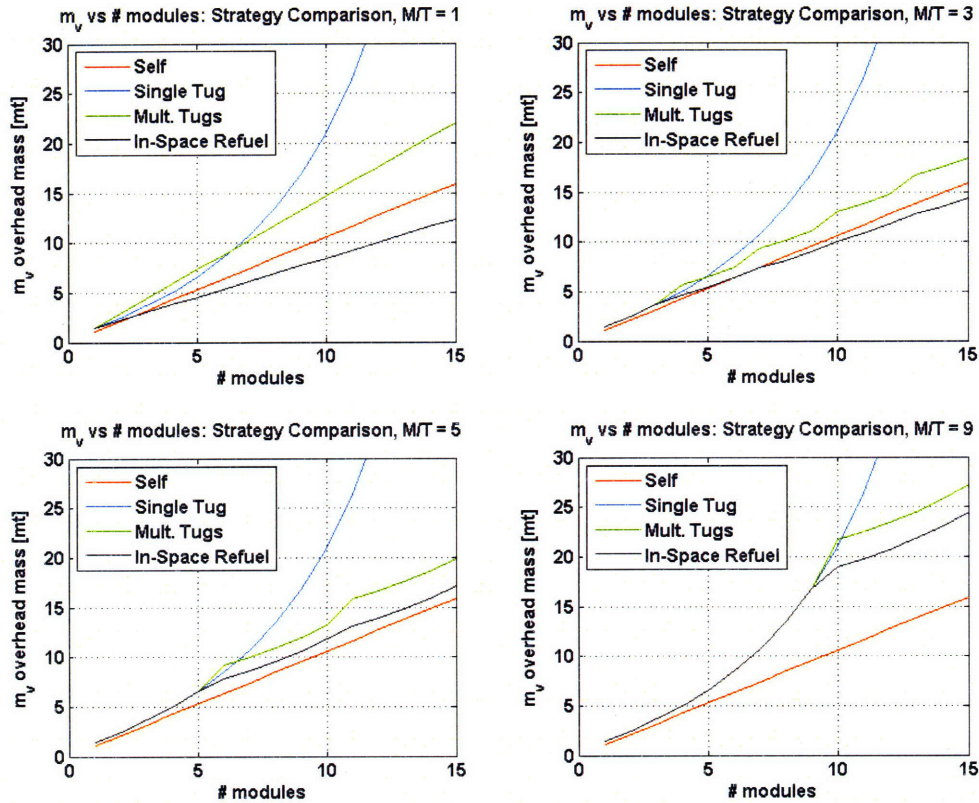 m_v vs # modules: Strategy Comparison, M/T = 1
30
25
20
15
10
5
0
m_v overhead mass [mt]
Self
Single Tug
Mult. Tugs
In-Space Refuel
0 5 10 15
# modules
m_v vs # modules: Strategy Comparison, M/T = 3
30
25
20
15
10
5
0
m_v overhead mass [mt]
Self
Single Tug
Mult. Tugs
In-Space Refuel
0 5 10 15
# modules
m_v vs # modules: Strategy Comparison, M/T = 5
30
25
20
15
10
5
0
m_v overhead mass [mt]
Self
Single Tug
Mult. Tugs
In-Space Refuel
0 5 10 15
# modules
m_v vs # modules: Strategy Comparison, M/T = 9
30
25
20
15
10
5
0
m_v overhead mass [mt]
Self
Single Tug
Mult. Tugs
In-Space Refuel
0 5 10 15
# modules